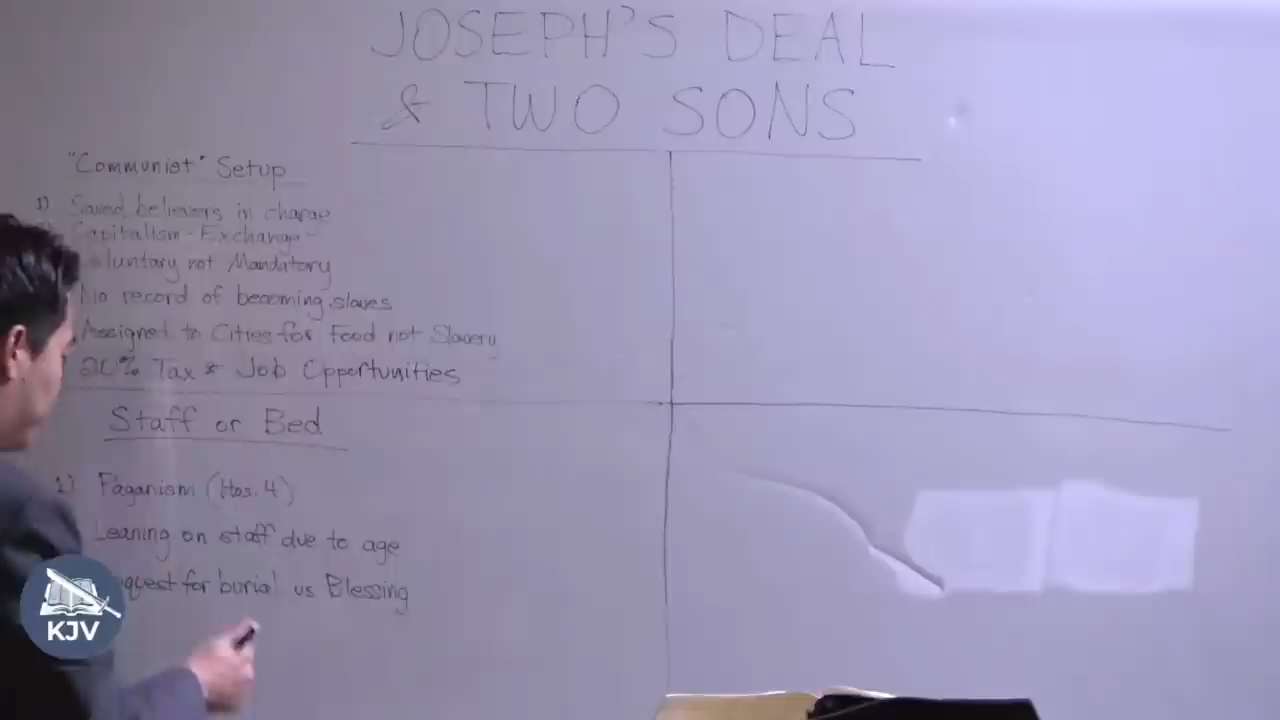 JOSEPH'S DEAL
& TWO SONS
"Communist" Setup
1) Saved believers in charge
Capitalism - Exchange -
Voluntary not Mandatory
No record of becoming slaves
Assigned to Cities for Food not Slavery
20% Tax & Job Opportunities
Staff or Bed
1) Paganism (Hos. 4)
Leaning on staff due to age
quest for burial vs Blessing
KJV